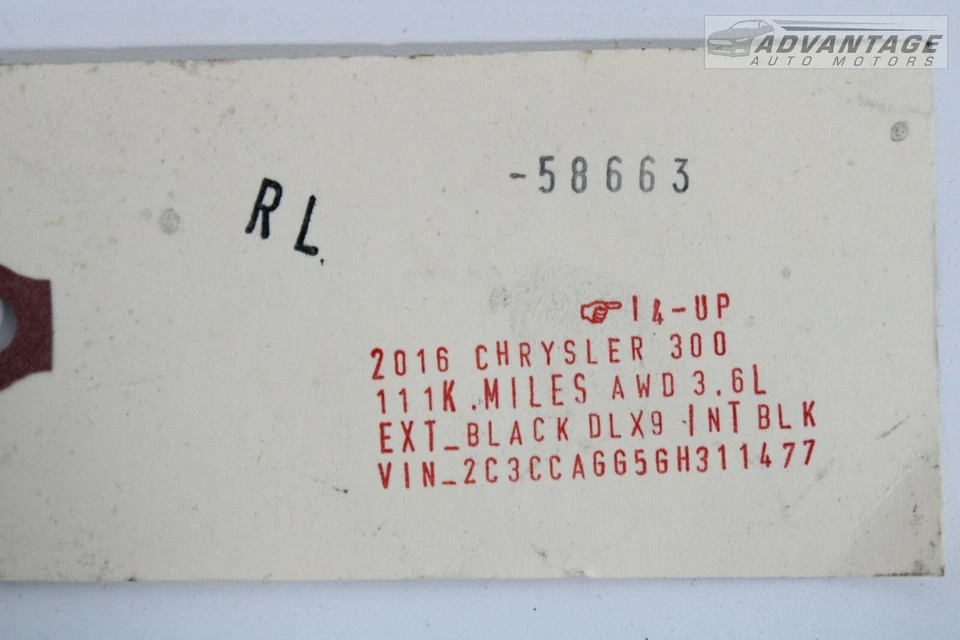 ADVANTAGE
AUTO MOTORS
-58663
RL.
14-UP
2016 CHRYSLER 300
111K.MILES AWD 3.6L
EXT_BLACK DLX9 INT BLK
VIN_2C3CCAGG5GH311477